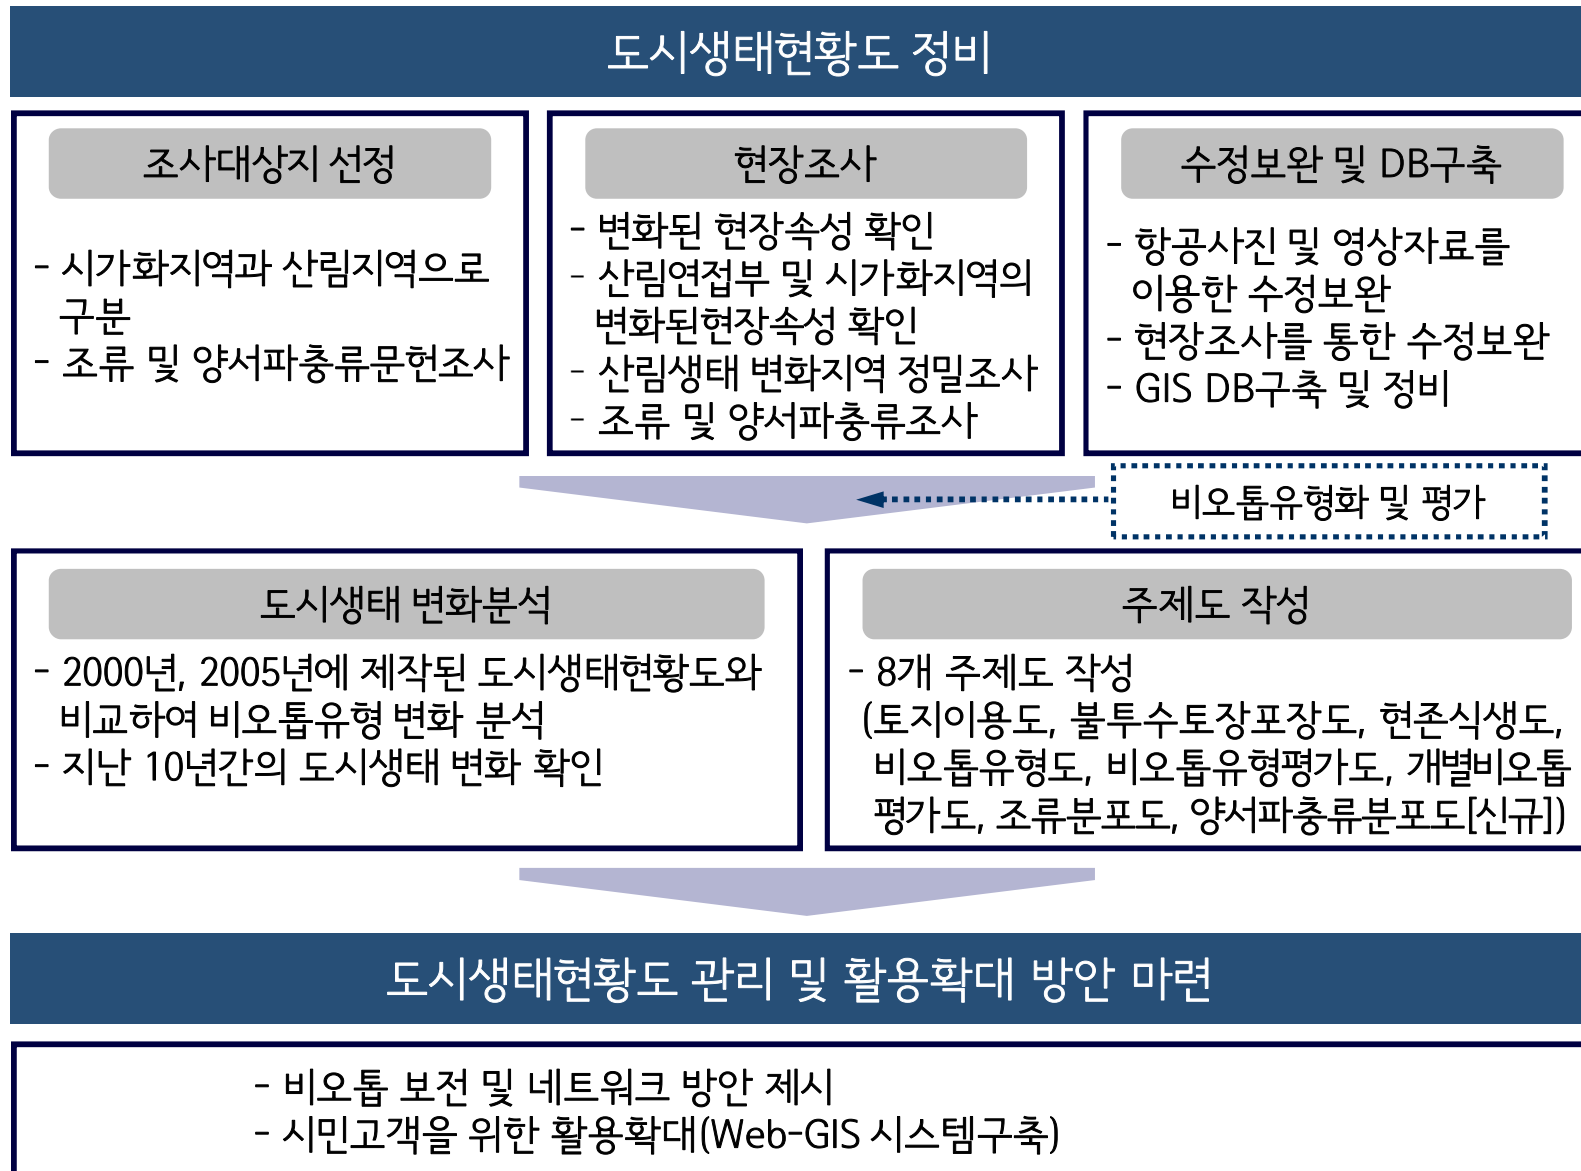 도시생태현황도 정비
조사대상지 선정
- 시가화지역과 산림지역으로
구분
- 조류 및 양서파충류문헌조사
현장조사
- 변화된 현장속성 확인
- 산림연접부 및 시가화지역의
변화된현장속성 확인
- 산림생태 변화지역 정밀조사
- 조류 및 양서파충류조사
수정보완 및 DB구축
- 항공사진 및 영상자료를
이용한 수정보완
- 현장조사를 통한 수정보완
- GIS DB구축 및 정비
비오톱유형화 및 평가
도시생태 변화분석
- 2000년, 2005년에 제작된 도시생태현황도와
비교하여 비오톱유형 변화 분석
- 지난 10년간의 도시생태 변화 확인
주제도 작성
- 8개 주제도 작성
(토지이용도, 불투수토장포장도, 현존식생도,
비오톱유형도, 비오톱유형평가도, 개별비오톱
평가도, 조류분포도, 양서파충류분포도[신규])
도시생태현황도 관리 및 활용확대 방안 마련
- 비오톱 보전 및 네트워크 방안 제시
- 시민고객을 위한 활용확대(Web-GIS 시스템구축)